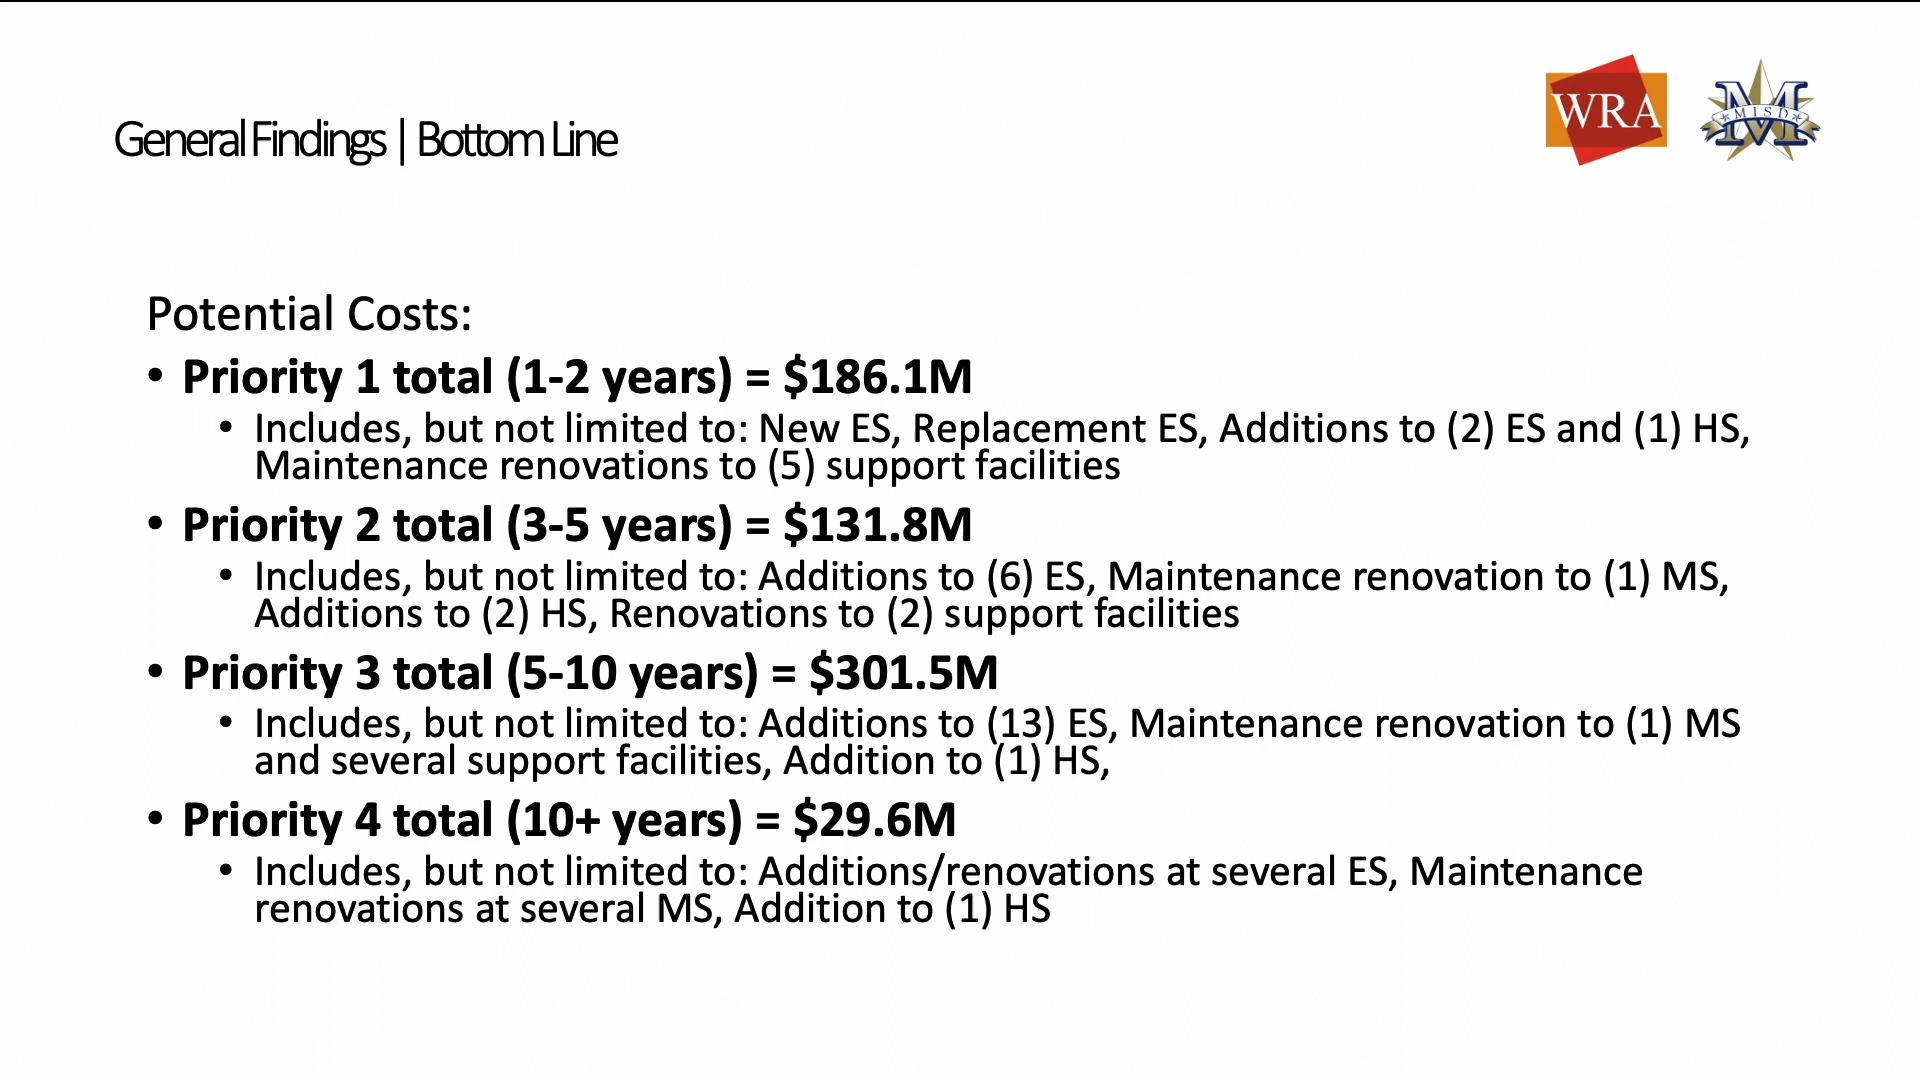 WRA
MISD
General Findings | Bottom Line
Potential Costs:
• Priority 1 total (1-2 years) = $186.1M
• Includes, but not limited to: New ES, Replacement ES, Additions to (2) ES and (1) HS,
Maintenance renovations to (5) support facilities
• Priority 2 total (3-5 years) = $131.8M
• Includes, but not limited to: Additions to (6) ES, Maintenance renovation to (1) MS,
Additions to (2) HS, Renovations to (2) support facilities
• Priority 3 total (5-10 years) = $301.5M
• Includes, but not limited to: Additions to (13) ES, Maintenance renovation to (1) MS
and several support facilities, Addition to (1) HS,
• Priority 4 total (10+ years) = $29.6M
• Includes, but not limited to: Additions/renovations at several ES, Maintenance
renovations at several MS, Addition to (1) HS